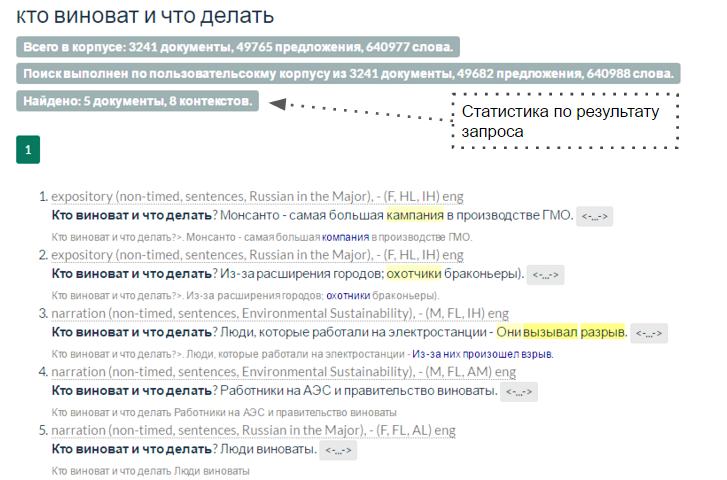 кто виноват и что делать
Всего в корпусе: 3241 документы, 49765 предложения, 640977 слова.
Поиск выполнен по пользовательсокму корпусу из 3241 документы, 49682 предложения, 640988 слова.
Найдено: 5 документы, 8 контекстов.
Статистика по результату
запроса
1
1. expository (non-timed, sentences, Russian in the Major), - (F, HL, IH) eng
Кто виноват и что делать? Монсанто - самая большая кампания в производстве ГМО. <-...->
Кто виноват и что делать?>. Монсанто - самая большая компания в производстве ГМО.
2. expository (non-timed, sentences, Russian in the Major), - (F, HL, IH) eng
Кто виноват и что делать? Из-за расширения городов; охотчики браконьеры). <-...->
Кто виноват и что делать?>. Из-за расширения городов; охотники браконьеры).
3. narration (non-timed, sentences, Environmental Sustainability), - (M, FL, IH) eng
Кто виноват и что делать? Люди, которые работали на электростанции - Они вызывал разрыв. <-...->
Кто виноват и что делать?>. Люди, которые работали на электростанции - Из-за них произошел взрыв.
4. narration (non-timed, sentences, Environmental Sustainability), - (M, FL, AM) eng
Кто виноват и что делать? Работники на АЭС и правительство виноваты. <-...->
Кто виноват и что делать Работники на АЭС и правительство виноваты
5. narration (non-timed, sentences, Russian in the Major), - (F, FL, AL) eng
Кто виноват и что делать? Люди виноваты. <-...->
Кто виноват и что делать Люди виноваты